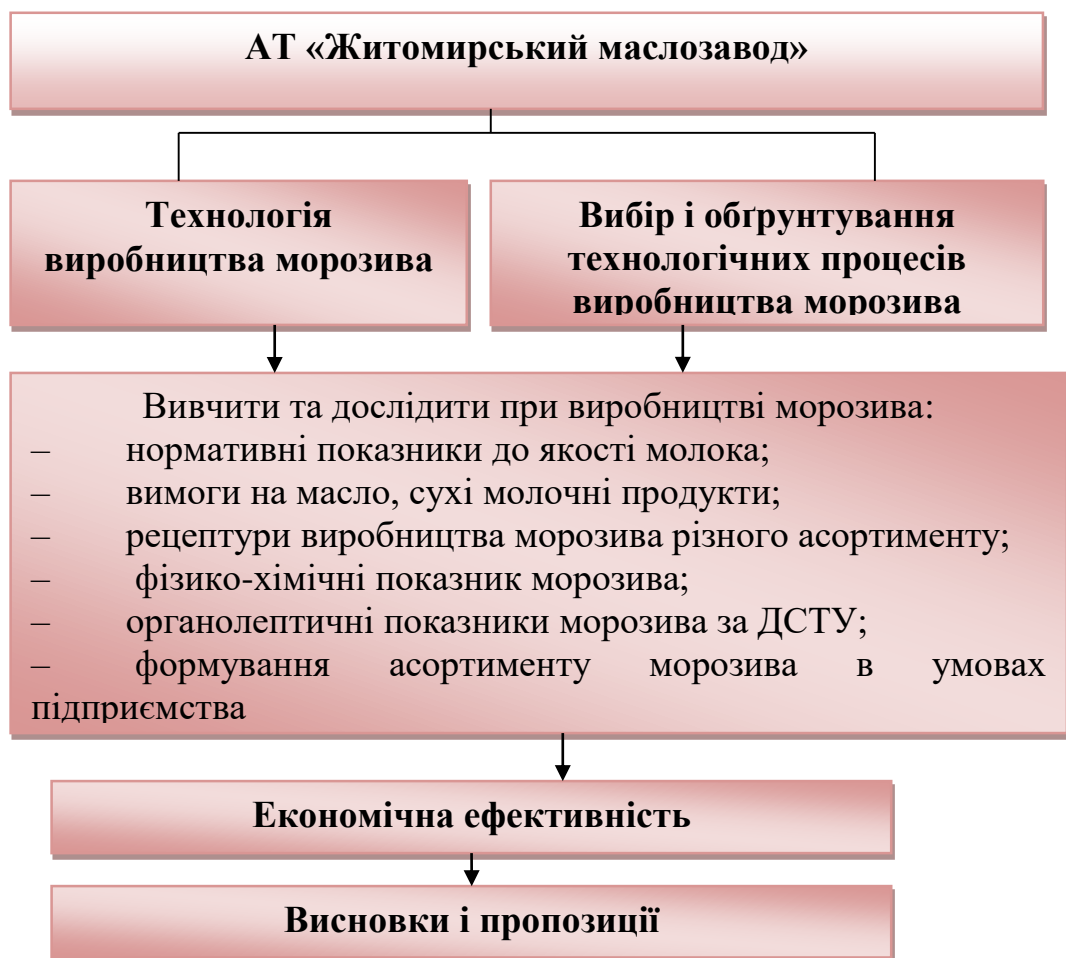 АТ «Житомирський маслозавод»
Технологія
виробництва морозива
Вибір і обґрунтування
технологічних процесів
виробництва морозива
Вивчити та дослідити при виробництві морозива:
– нормативні показники до якості молока;
– вимоги на масло, сухі молочні продукти;
– рецептури виробництва морозива різного асортименту;
– фізико-хімічні показник морозива;
– органолептичні показники морозива за ДСТУ;
– формування асортименту морозива в умовах
підприємства
Економічна ефективність
Висновки і пропозиції